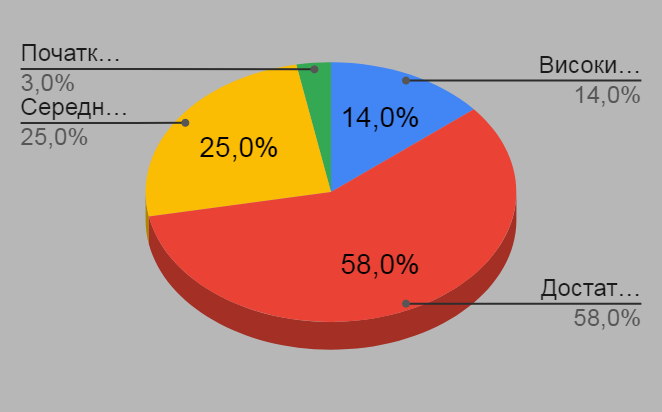 Початк…
3,0%
Середн…
25,0%
Високи…
14,0%
14,0%
25,0%
58,0%
Достат…
58,0%